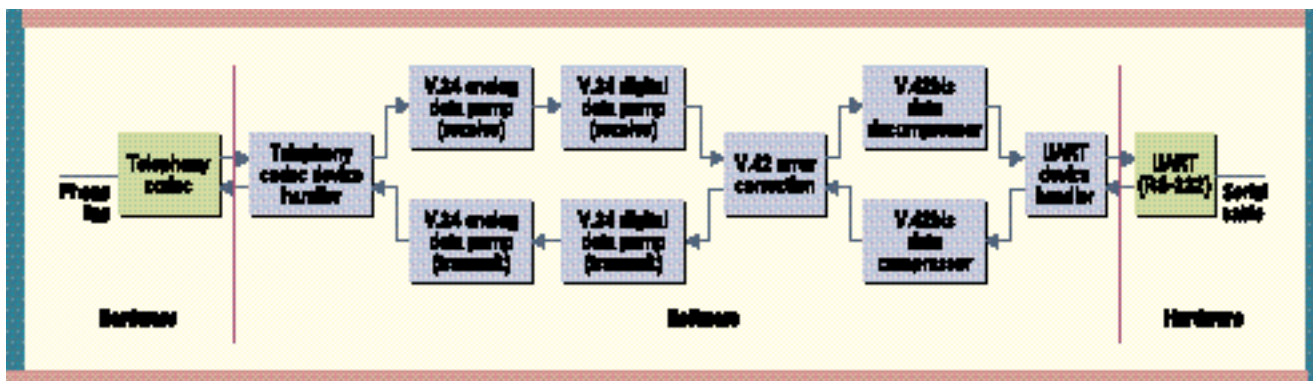 Telephony
codec
Phone
line
Telephony
codec device
handler
V.34 analog
data pump
(receive)
V.34 digital
data pump
(receive)
V.34 analog
data pump
(transmit)
V.34 digital
data pump
(transmit)
V.42 error
correction
V.42bis
data
decompressor
V.42bis
data
compressor
UART
device
handler
UART
(RS-232)
Serial
cable
Hardware
Software
Hardware